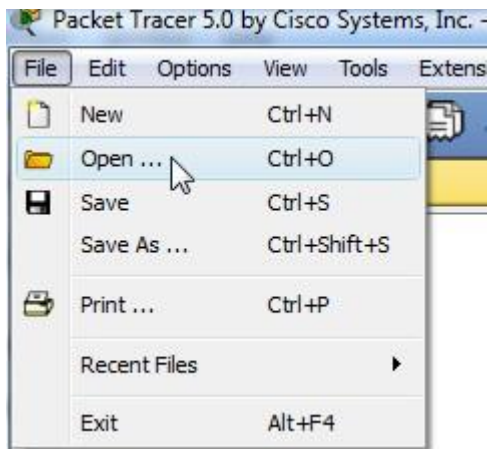 Packet Tracer 5.0 by Cisco Systems, Inc. -
File Edit Options View Tools Extens
New Ctrl+N
Open ... Ctrl+O
Save Ctrl+S
Save As ... Ctrl+Shift+S
Print ... Ctrl+P
Recent Files
Exit Alt+F4